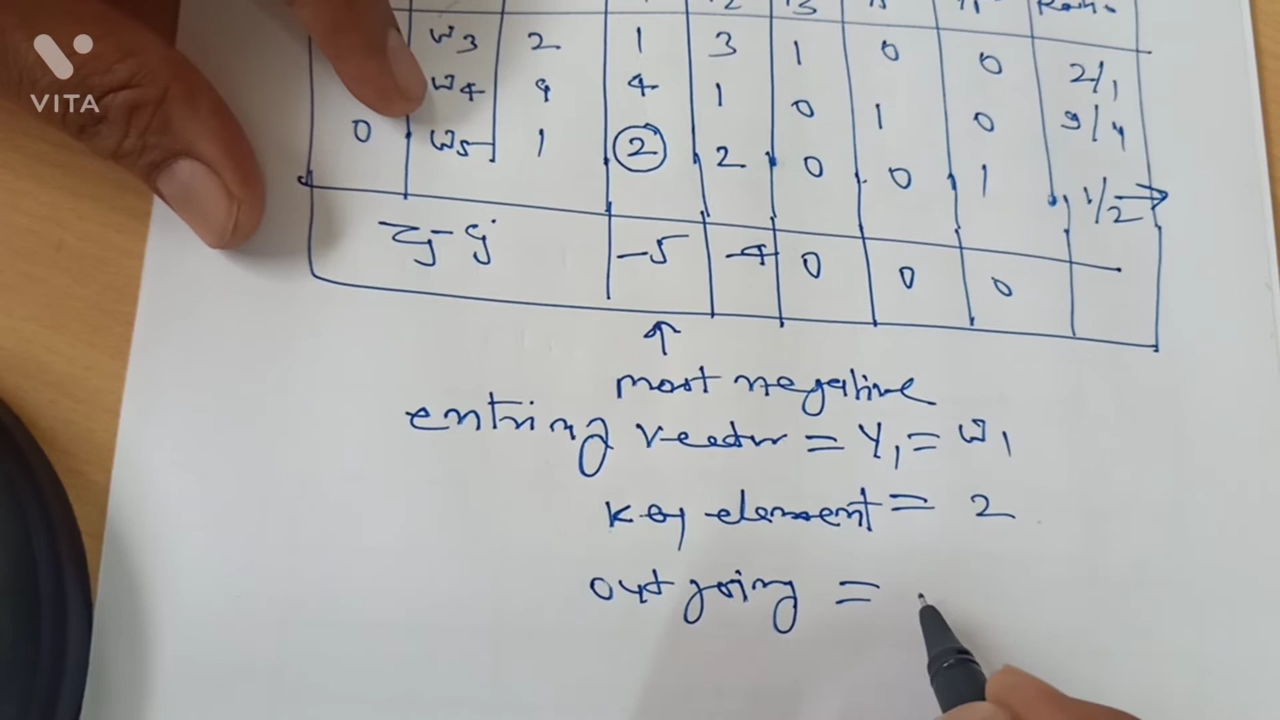 VITA
Ratio
w3 2 1 3 1 0 0 2/1
w4 9 4 1 0 1 0 9/4
0 w5 1 2 2 0 0 1 1/2 →
zj-cj -5 -4 0 0 0
↑
most negative
entring vector = Y1 = w1
key element = 2
outgoing =